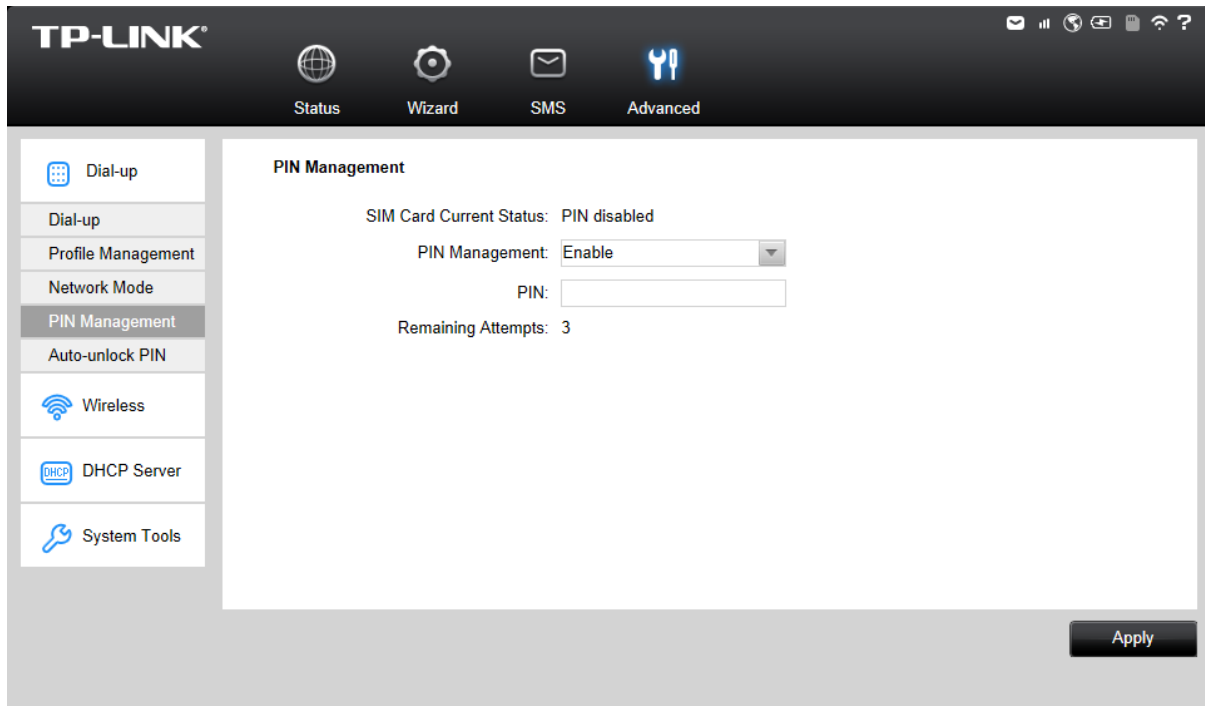 TP-LINK®
Status Wizard SMS Advanced
Dial-up
Dial-up
Profile Management
Network Mode
PIN Management
Auto-unlock PIN
Wireless
DHCP DHCP Server
System Tools
PIN Management
SIM Card Current Status: PIN disabled
PIN Management: Enable
PIN:
Remaining Attempts: 3
Apply